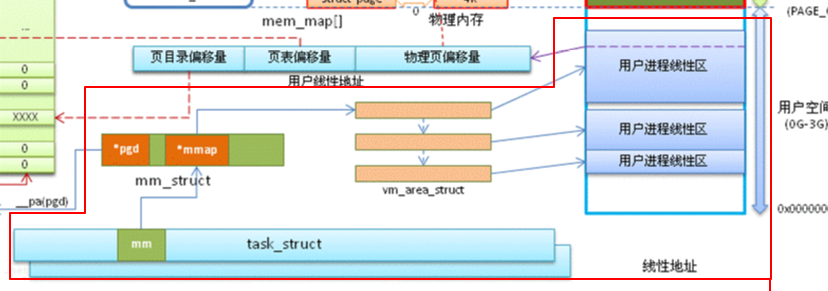 struct page
4k
mem_map[]
0
物理内存
(PAGE_
...
页目录偏移量
页表偏移量
物理页偏移量
用户线性地址
0
0
用户进程线性区
XXXX
用户空间
(0G-3G)
*pgd
*mmap
用户进程线性区
0
0
mm_struct
用户进程线性区
vm_area_struct
__pa(pgd)
0x000000
mm
task_struct
线性地址